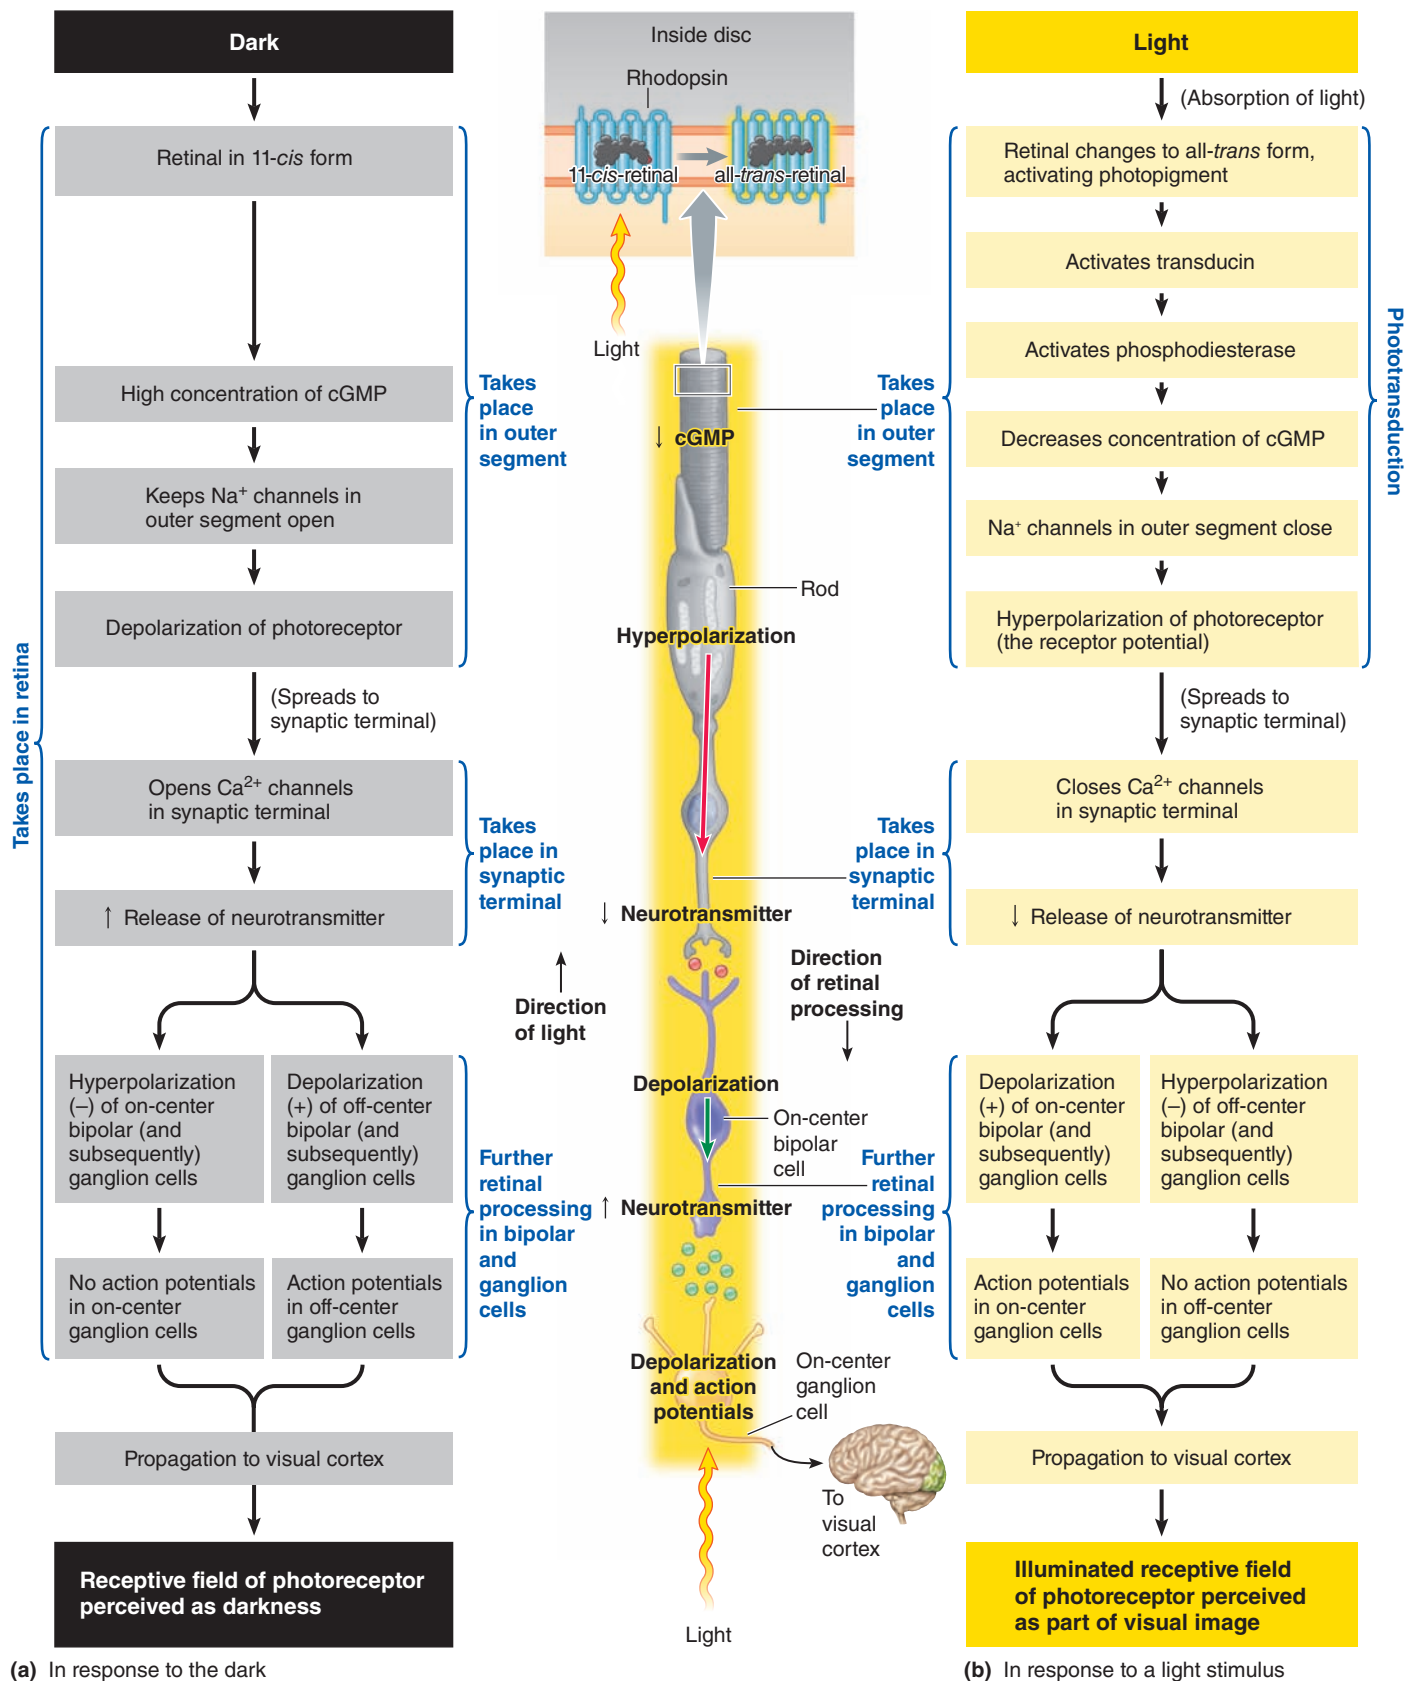 Dark
Retinal in 11-cis form
High concentration of cGMP
Keeps Na⁺ channels in
outer segment open
Depolarization of photoreceptor
(Spreads to
synaptic terminal)
Opens Ca²⁺ channels
in synaptic terminal
↑ Release of neurotransmitter
Hyperpolarization
(–) of on-center
bipolar (and
subsequently)
ganglion cells
Depolarization
(+) of off-center
bipolar (and
subsequently)
ganglion cells
No action potentials
in on-center
ganglion cells
Action potentials
in off-center
ganglion cells
Propagation to visual cortex
Receptive field of photoreceptor
perceived as darkness
(a) In response to the dark
Takes place in retina
Takes
place
in outer
segment
Takes
place in
synaptic
terminal
Further
retinal
processing
in bipolar
and
ganglion
cells
Inside disc
Rhodopsin
11-cis-retinal
all-trans-retinal
Light
↓ cGMP
Rod
Hyperpolarization
↓ Neurotransmitter
Direction
of light
Direction
of retinal
processing
Depolarization
On-center
bipolar
cell
↑ Neurotransmitter
Depolarization
and action
potentials
On-center
ganglion
cell
To
visual
cortex
Light
Light
(Absorption of light)
Retinal changes to all-trans form,
activating photopigment
Activates transducin
Activates phosphodiesterase
Decreases concentration of cGMP
Na⁺ channels in outer segment close
Hyperpolarization of photoreceptor
(the receptor potential)
(Spreads to
synaptic terminal)
Closes Ca²⁺ channels
in synaptic terminal
↓ Release of neurotransmitter
Depolarization
(+) of on-center
bipolar (and
subsequently)
ganglion cells
Hyperpolarization
(–) of off-center
bipolar (and
subsequently)
ganglion cells
Action potentials
in on-center
ganglion cells
No action potentials
in off-center
ganglion cells
Propagation to visual cortex
Illuminated receptive field
of photoreceptor perceived
as part of visual image
(b) In response to a light stimulus
Takes
place
in outer
segment
Takes
place in
synaptic
terminal
Further
retinal
processing
in bipolar
and
ganglion
cells
Phototransduction